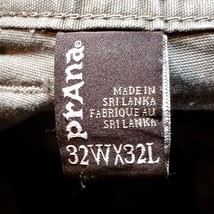 prAna®
MADE IN
SRI LANKA
FABRIQUE AU
SRI LANKA
32WX32L